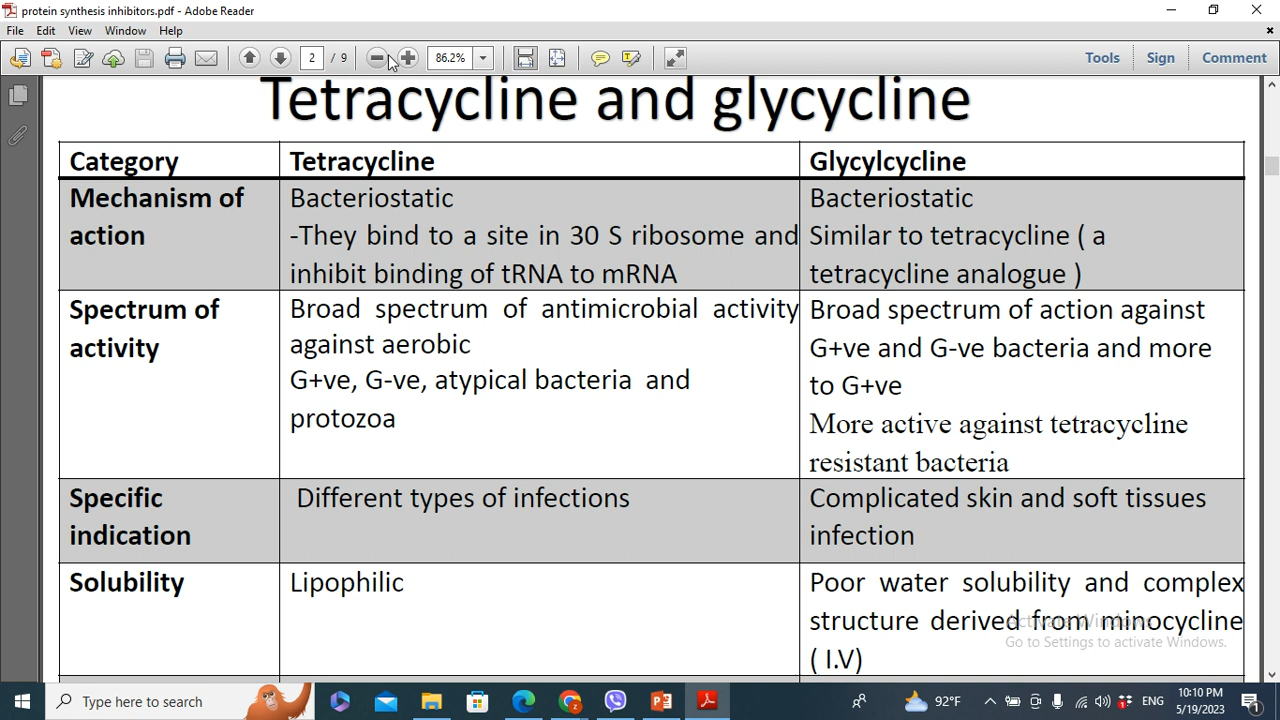 protein synthesis inhibitors.pdf - Adobe Reader
File Edit View Window Help
2 / 9 86.2% Tools Sign Comment
Tetracycline and glycycline
Category Tetracycline Glycylcycline
Mechanism of Bacteriostatic Bacteriostatic
action -They bind to a site in 30 S ribosome and Similar to tetracycline ( a
inhibit binding of tRNA to mRNA tetracycline analogue )
Spectrum of Broad spectrum of antimicrobial activity Broad spectrum of action against
activity against aerobic G+ve and G-ve bacteria and more
G+ve, G-ve, atypical bacteria and to G+ve
protozoa More active against tetracycline
resistant bacteria
Specific Different types of infections Complicated skin and soft tissues
indication infection
Solubility Lipophilic Poor water solubility and complex
structure derived from minocycline
( I.V)
Activate Windows
Go to Settings to activate Windows.
Type here to search 92°F ENG 10:10 PM
5/19/2023